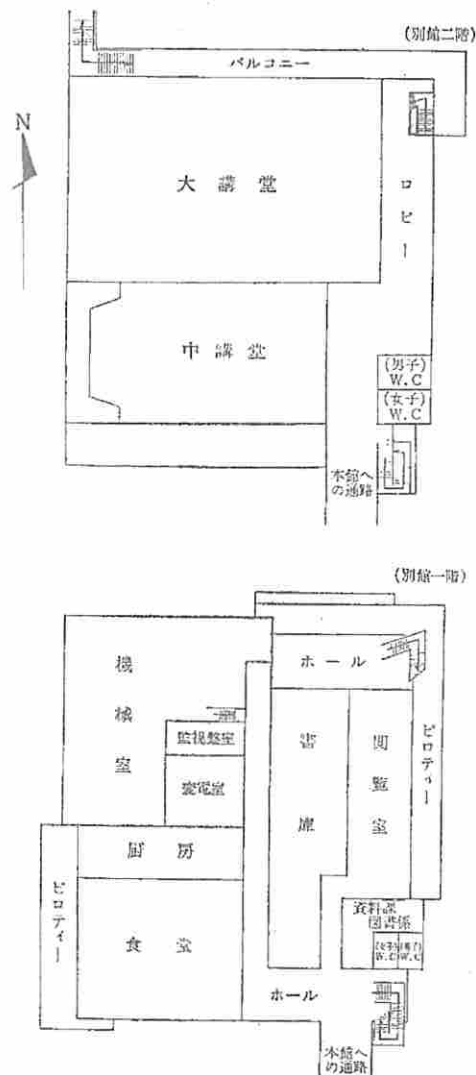 (別館二階)
バルコニー
N
大講堂
ロビー
中講堂
(男子)
W.C
(女子)
W.C
本館へ
の通路
(別館一階)
ホール
機械室
監視盤室
変電室
書庫
閲覧室
ピロティー
厨房
ピロティー
食堂
資料課
図書係
(女子)
W.C
(男子)
W.C
ホール
本館へ
の通路